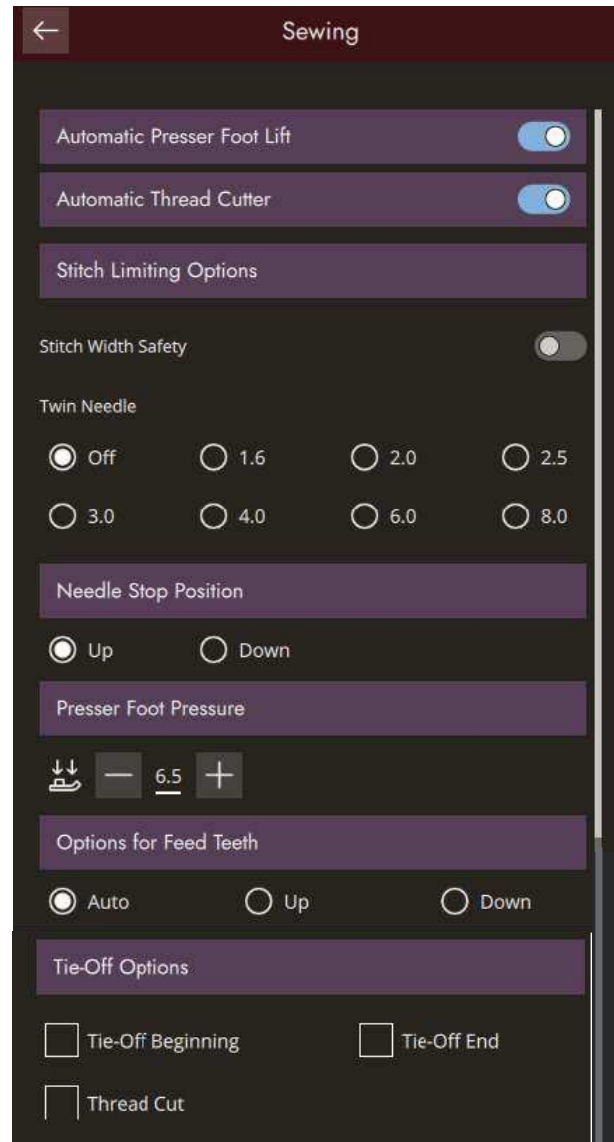 Sewing
Automatic Presser Foot Lift
Automatic Thread Cutter
Stitch Limiting Options
Stitch Width Safety
Twin Needle
Off 1.6 2.0 2.5
3.0 4.0 6.0 8.0
Needle Stop Position
Up Down
Presser Foot Pressure
6.5
Options for Feed Teeth
Auto Up Down
Tie-Off Options
Tie-Off Beginning Tie-Off End
Thread Cut